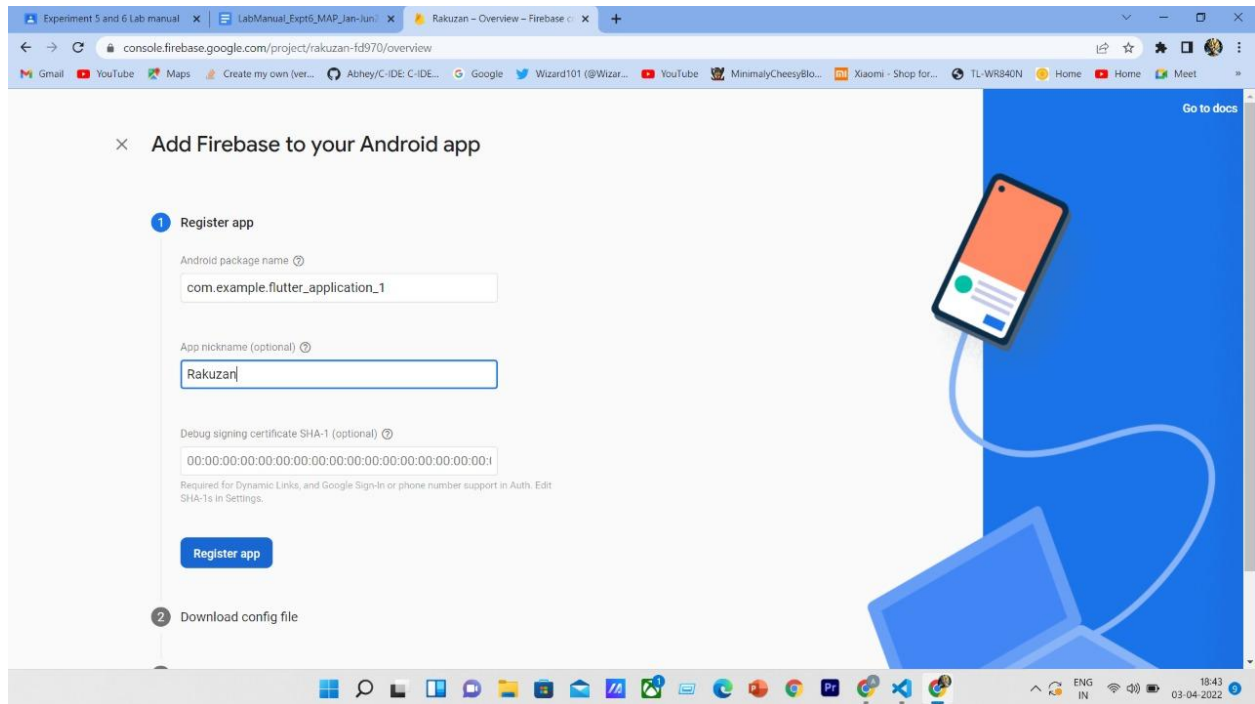 Experiment 5 and 6 Lab manual
LabManual_Expt6_MAP_Jan-Jun
Rakuzan – Overview – Firebase c
console.firebase.google.com/project/rakuzan-fd970/overview
Gmail YouTube Maps Create my own (ver... Abhey/C-IDE: C-IDE... Google Wizard101 (@Wizar... YouTube MinimalyCheesyBlo... Xiaomi - Shop for... TL-WR840N Home Home Meet »
Go to docs
Add Firebase to your Android app
1 Register app
Android package name
com.example.flutter_application_1
App nickname (optional)
Rakuzan
Debug signing certificate SHA-1 (optional)
00:00:00:00:00:00:00:00:00:00:00:00:00:00:00:00:
Required for Dynamic Links, and Google Sign-In or phone number support in Auth. Edit
SHA-1s in Settings.
Register app
2 Download config file
Pr
ENG
IN
18:43
03-04-2022
9